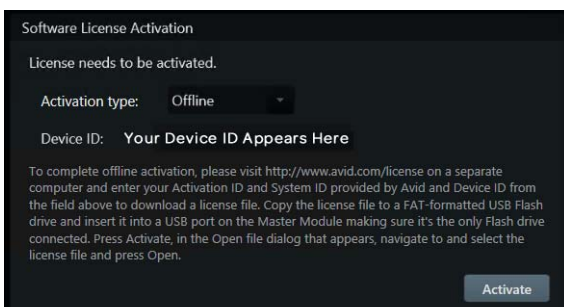 Software License Activation
License needs to be activated.
Activation type: Offline
Device ID: Your Device ID Appears Here
To complete offline activation, please visit http://www.avid.com/license on a separate
computer and enter your Activation ID and System ID provided by Avid and Device ID from
the field above to download a license file. Copy the license file to a FAT-formatted USB Flash
drive and insert it into a USB port on the Master Module making sure it's the only Flash drive
connected. Press Activate, in the Open file dialog that appears, navigate to and select the
license file and press Open.
Activate